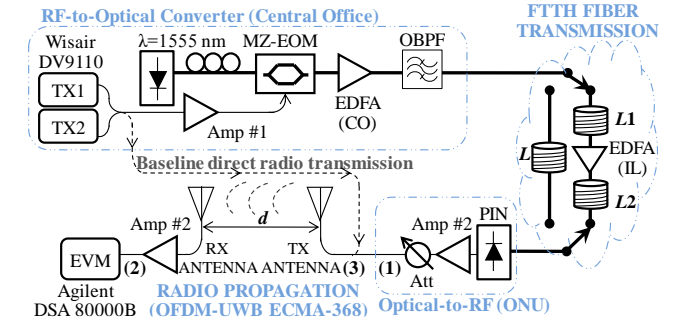 RF-to-Optical Converter (Central Office)
FTTH FIBER
TRANSMISSION
Wisair
DV9110
λ=1555 nm
MZ-EOM
OBPF
TX1
TX2
Amp #1
EDFA
(CO)
L
L1
EDFA
(IL)
L2
Baseline direct radio transmission
d
Amp #2
RX
ANTENNA
TX
ANTENNA
EVM
(2)
(3)
(1)
Att
Amp #2
PIN
Agilent
DSA 80000B
RADIO PROPAGATION
(OFDM-UWB ECMA-368)
Optical-to-RF (ONU)